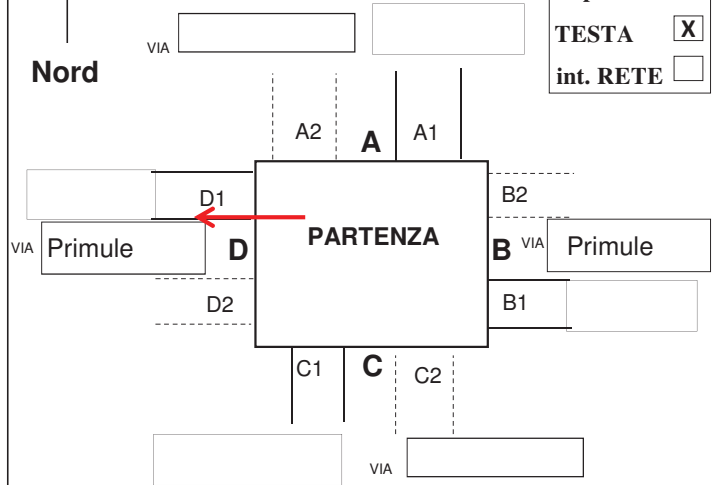 TESTA X
int. RETE
Nord
VIA
A2 A A1
D1
B2
PARTENZA
VIA Primule D
B VIA Primule
D2
B1
C1 C C2
VIA